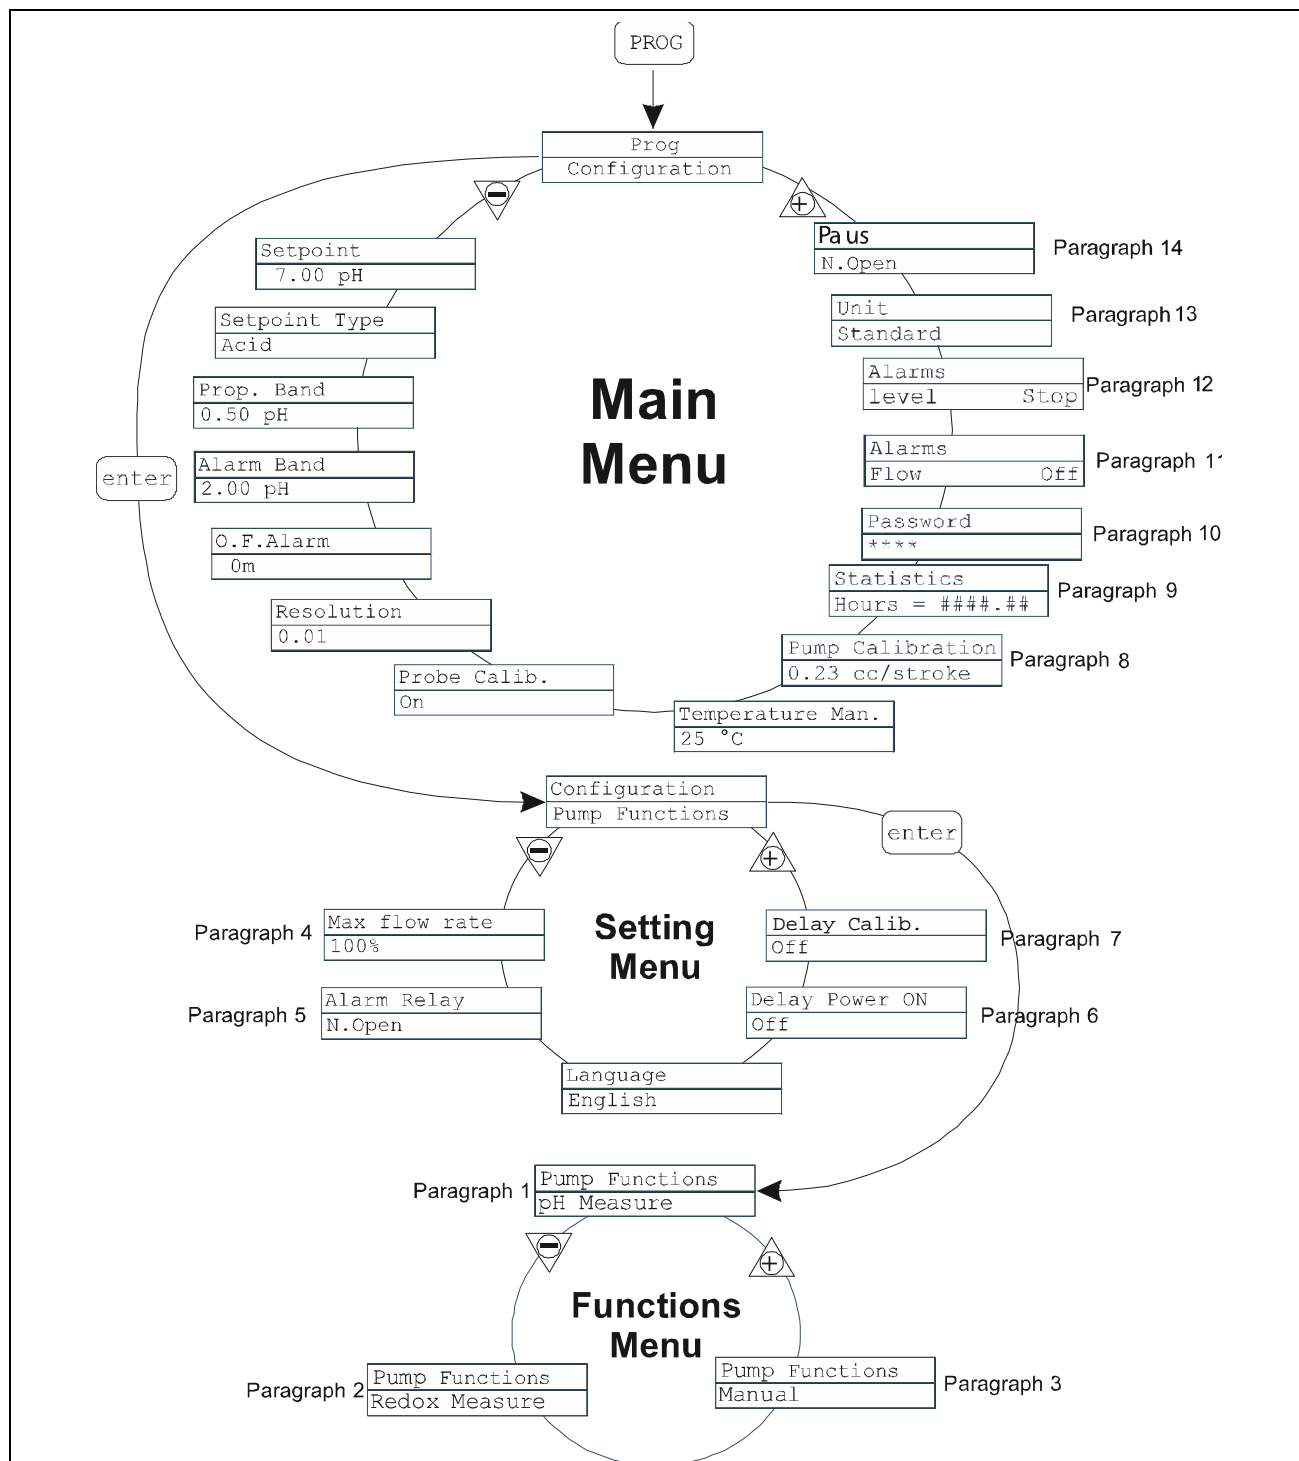 PROG
Prog
Configuration
Setpoint
7.00 pH
Setpoint Type
Acid
Prop. Band
0.50 pH
Alarm Band
2.00 pH
O.F.Alarm
0m
Resolution
0.01
Probe Calib.
On
Temperature Man.
25 °C
Pump Calibration
0.23 cc/stroke
Paragraph 8
Statistics
Hours = ####.##
Paragraph 9
Password
****
Paragraph 10
Alarms
Flow Off
Paragraph 11
Alarms
level Stop
Paragraph 12
Unit
Standard
Paragraph 13
Paus
N.Open
Paragraph 14
Main
Menu
enter
Configuration
Pump Functions
enter
Max flow rate
100%
Paragraph 4
Alarm Relay
N.Open
Paragraph 5
Language
English
Delay Power ON
Off
Paragraph 6
Delay Calib.
Off
Paragraph 7
Setting
Menu
Paragraph 1
Pump Functions
pH Measure
Functions
Menu
Paragraph 2
Pump Functions
Redox Measure
Pump Functions
Manual
Paragraph 3